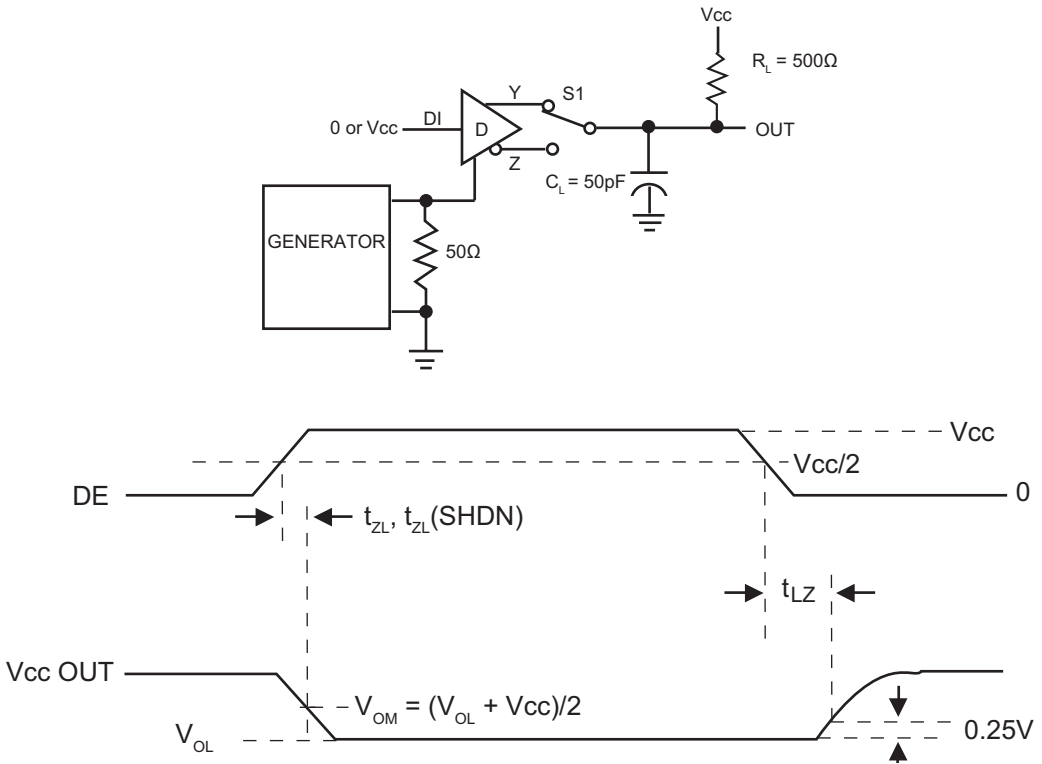 Vcc
R_L = 500Ω
Y
S1
0 or Vcc
DI
D
OUT
Z
C_L = 50pF
GENERATOR
50Ω
Vcc
Vcc/2
DE
0
t_ZL, t_ZL(SHDN)
t_LZ
Vcc OUT
V_OM = (V_OL + Vcc)/2
V_OL
0.25V